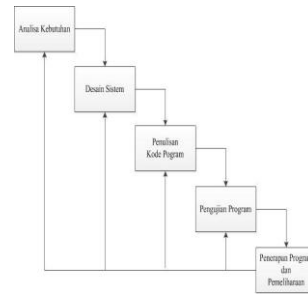 Analisa Kebutuhan
Desain Sistem
Penulisan
Kode Pogram
Pengujian Program
Penerapan Program
dan
Pemeliharaan